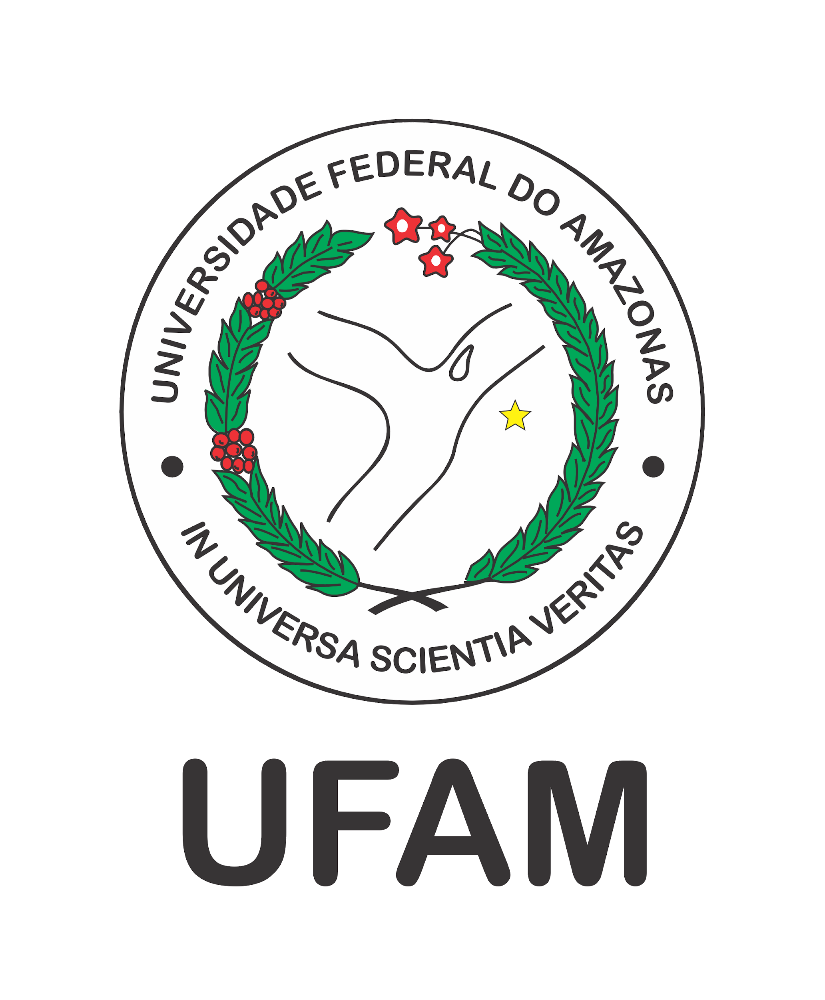 UNIVERSIDADE FEDERAL DO AMAZONAS
IN UNIVERSA SCIENTIA VERITAS
UFAM